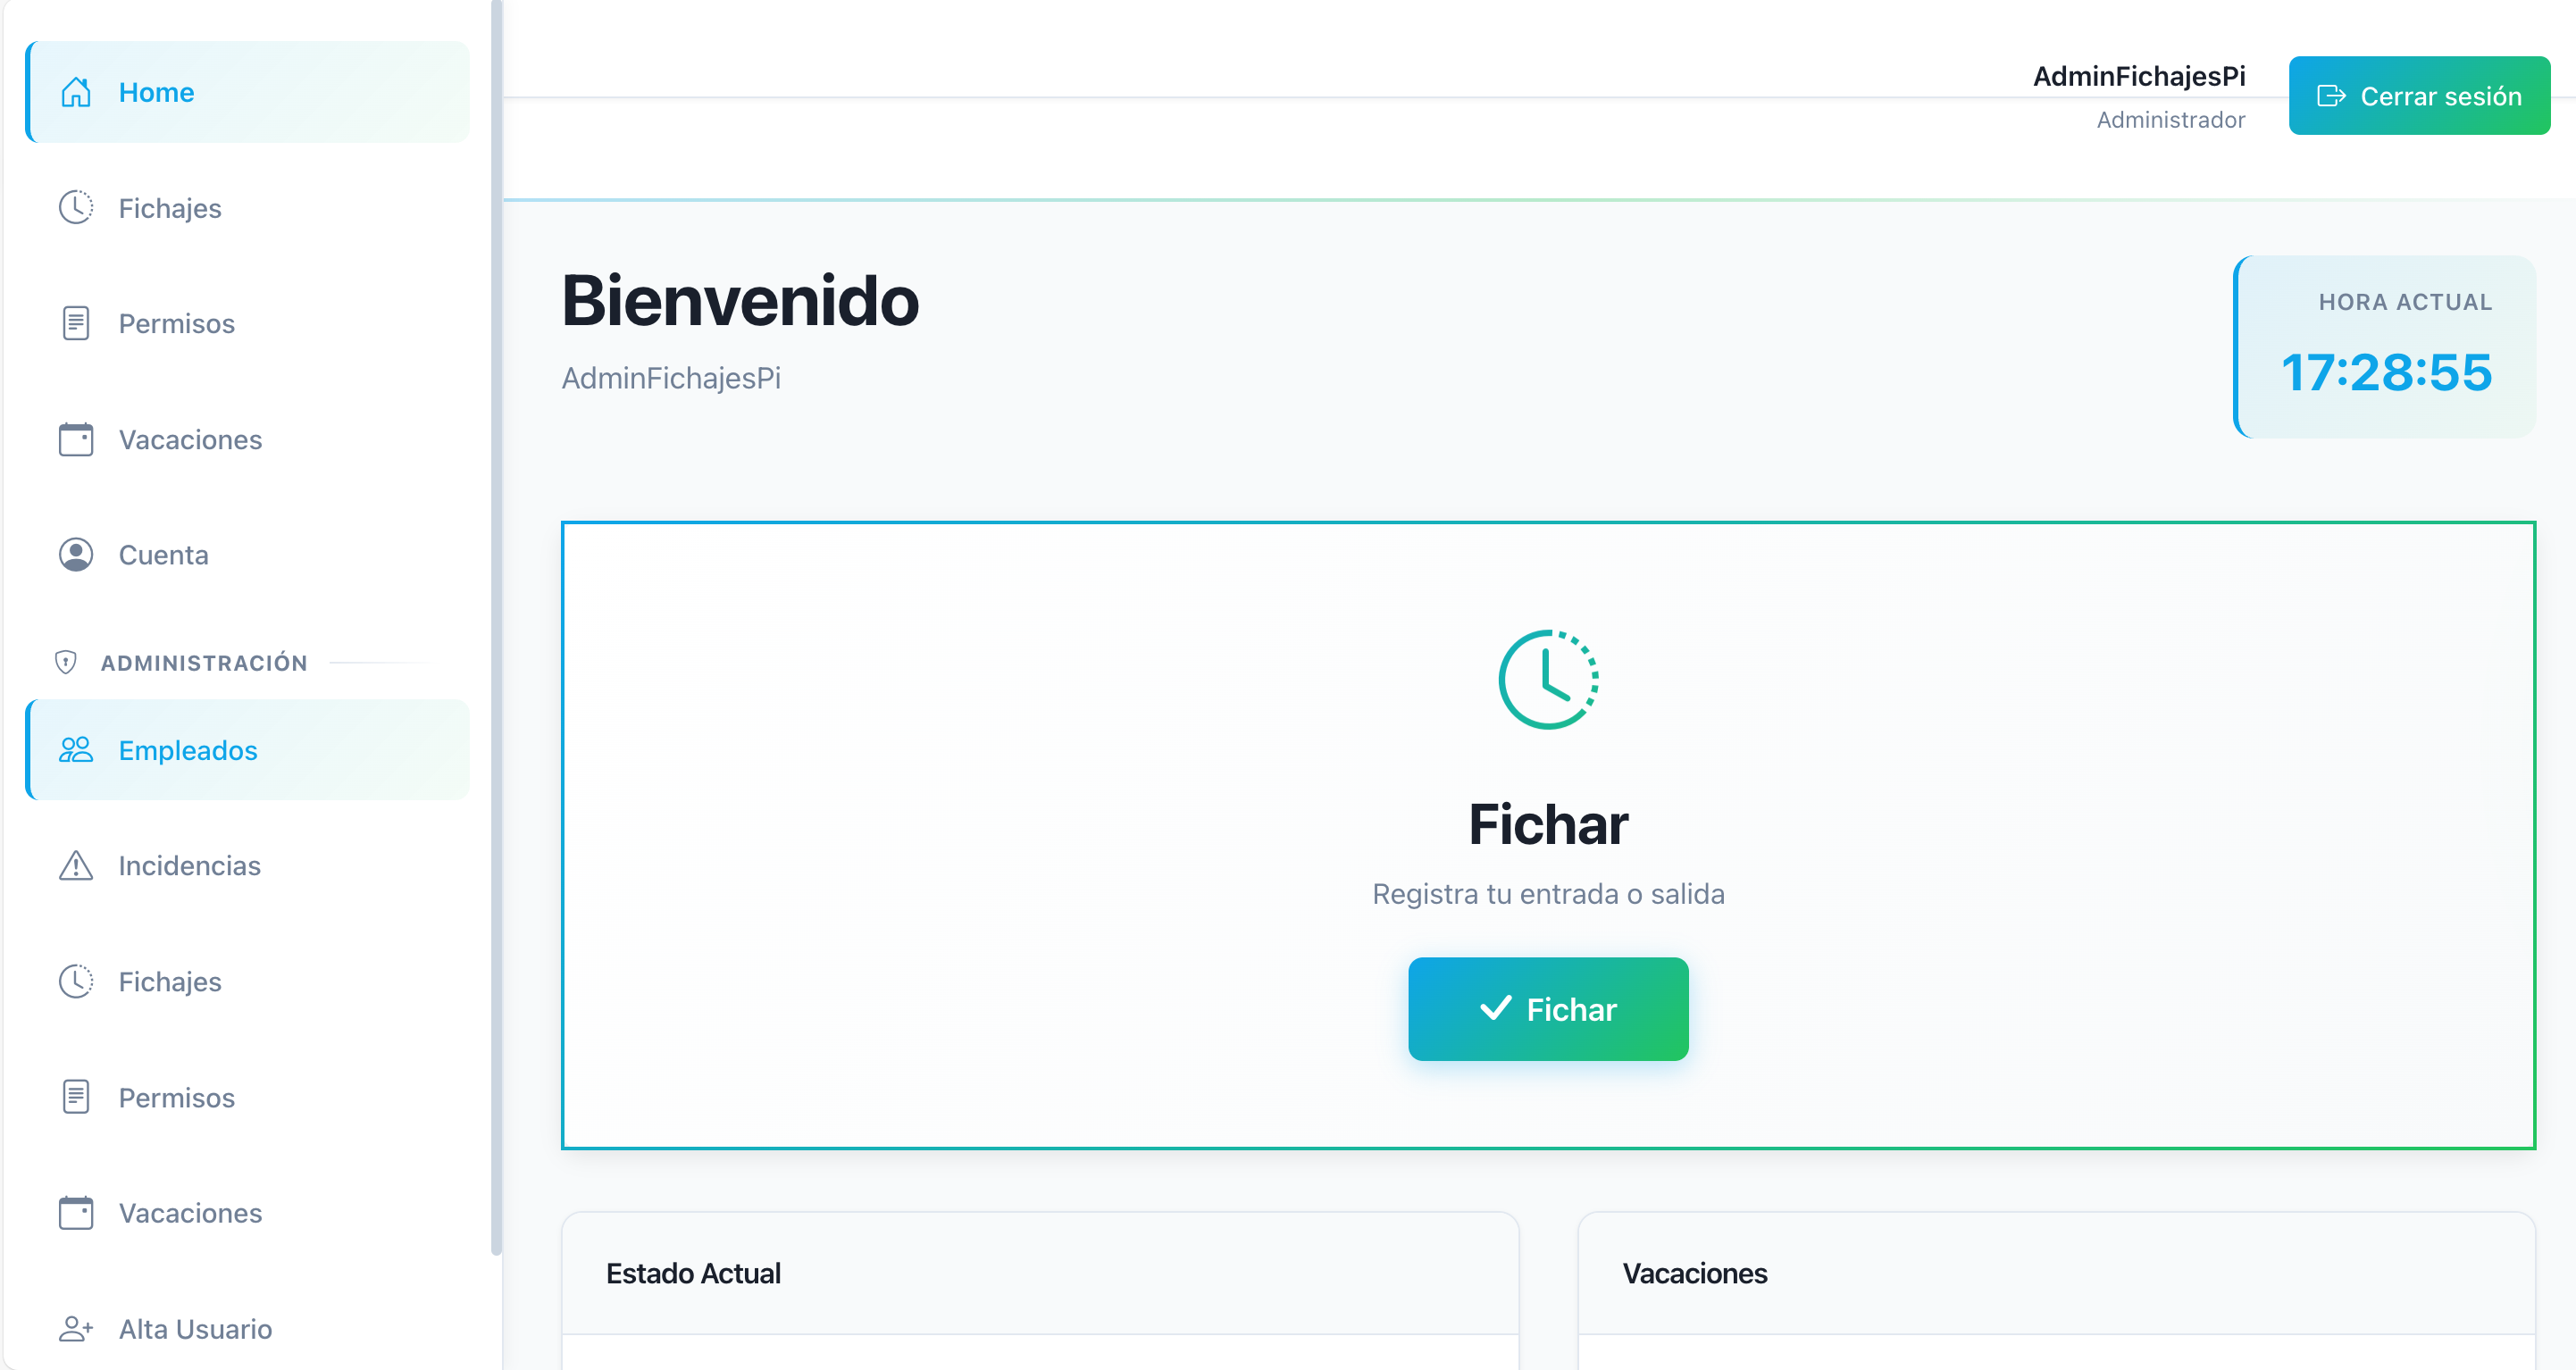 Home
Fichajes
Permisos
Vacaciones
Cuenta
ADMINISTRACIÓN
Empleados
Incidencias
Fichajes
Permisos
Vacaciones
Alta Usuario
AdminFichajesPi
Administrador
Cerrar sesión
Bienvenido
AdminFichajesPi
HORA ACTUAL
17:28:55
Fichar
Registra tu entrada o salida
Fichar
Estado Actual
Vacaciones